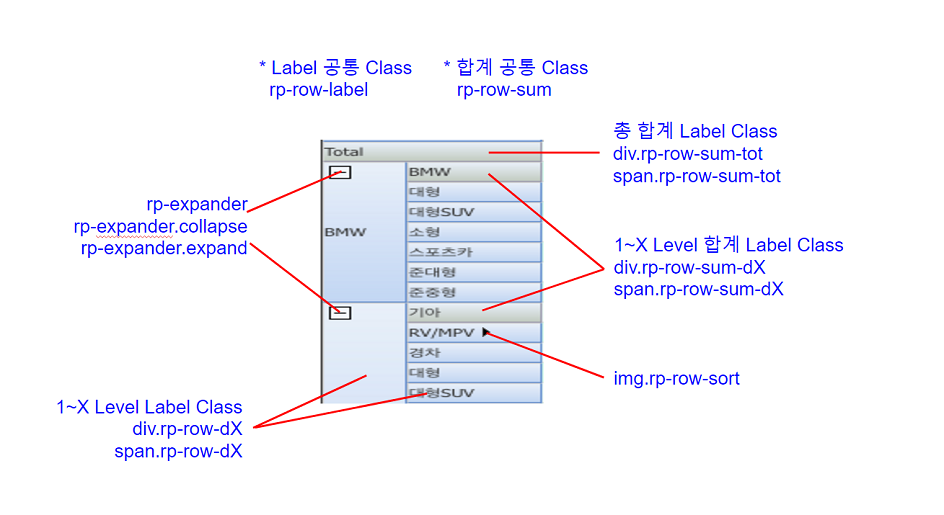 * Label 공통 Class
rp-row-label
* 합계 공통 Class
rp-row-sum
총 합계 Label Class
div.rp-row-sum-tot
span.rp-row-sum-tot
Total
BMW
대형
대형SUV
BMW
소형
스포츠카
준대형
준중형
기아
RV/MPV
경차
대형
대형SUV
rp-expander
rp-expander.collapse
rp-expander.expand
1~X Level 합계 Label Class
div.rp-row-sum-dX
span.rp-row-sum-dX
img.rp-row-sort
1~X Level Label Class
div.rp-row-dX
span.rp-row-dX